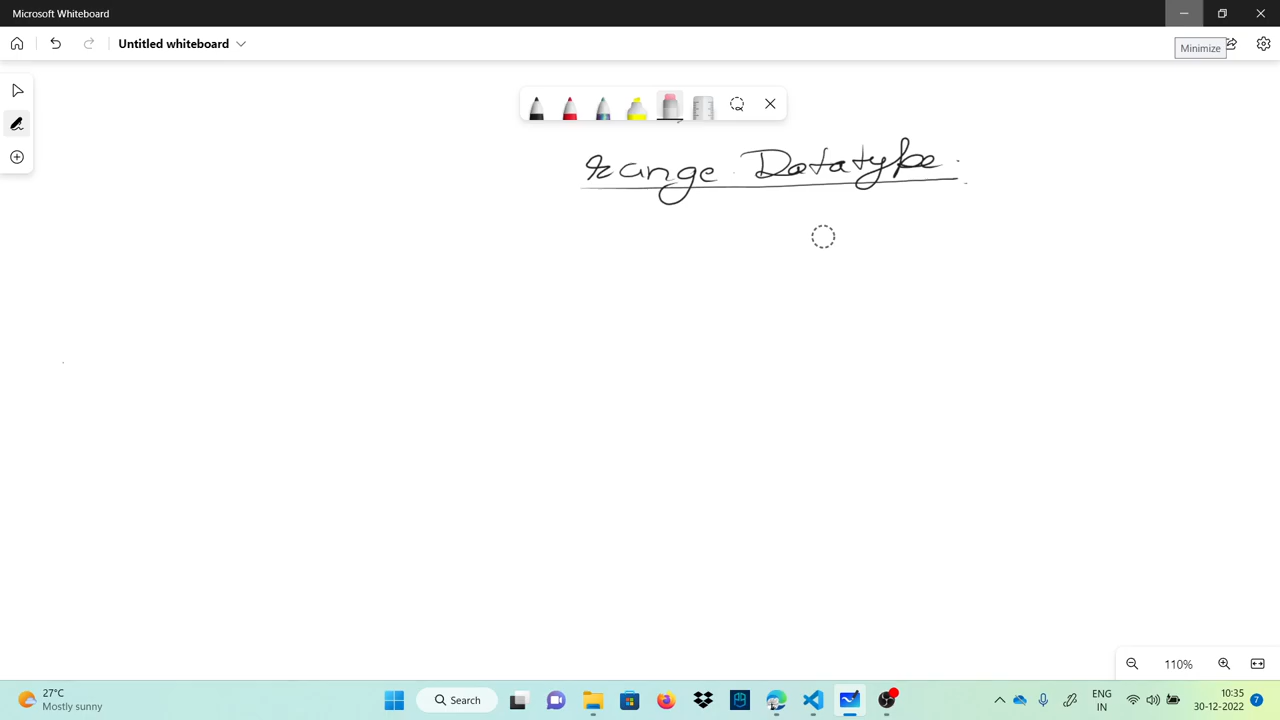 Microsoft Whiteboard
Untitled whiteboard
Minimize
range Datatype.
110%
27°C
Mostly sunny
Search
ENG
IN
10:35
30-12-2022
7